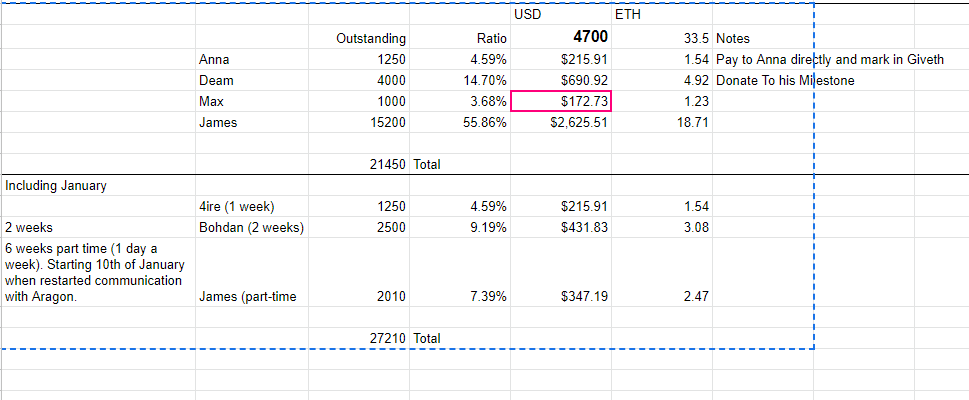 USD ETH
Outstanding Ratio 4700 33.5 Notes
Anna 1250 4.59% $215.91 1.54 Pay to Anna directly and mark in Giveth
Deam 4000 14.70% $690.92 4.92 Donate To his Milestone
Max 1000 3.68% $172.73 1.23
James 15200 55.86% $2,625.51 18.71
21450 Total
Including January
4ire (1 week) 1250 4.59% $215.91 1.54
2 weeks Bohdan (2 weeks) 2500 9.19% $431.83 3.08
6 weeks part time (1 day a
week). Starting 10th of January
when restarted communication
with Aragon. James (part-time 2010 7.39% $347.19 2.47
27210 Total